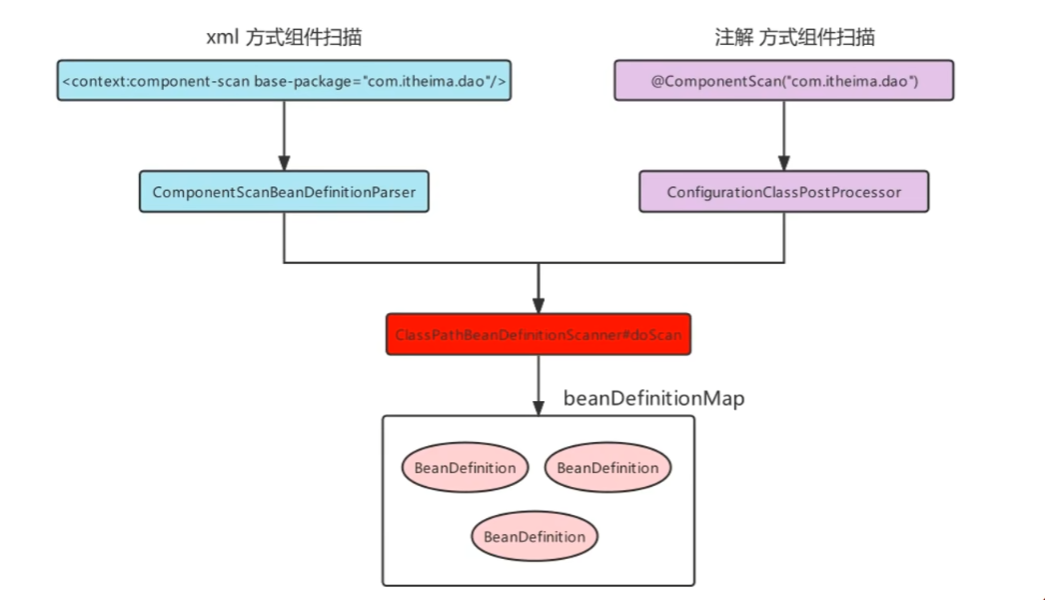 xml 方式组件扫描
注解 方式组件扫描
<context:component-scan base-package="com.itheima.dao"/>
@ComponentScan("com.itheima.dao")
ComponentScanBeanDefinitionParser
ConfigurationClassPostProcessor
ClassPathBeanDefinitionScanner#doScan
beanDefinitionMap
BeanDefinition
BeanDefinition
BeanDefinition